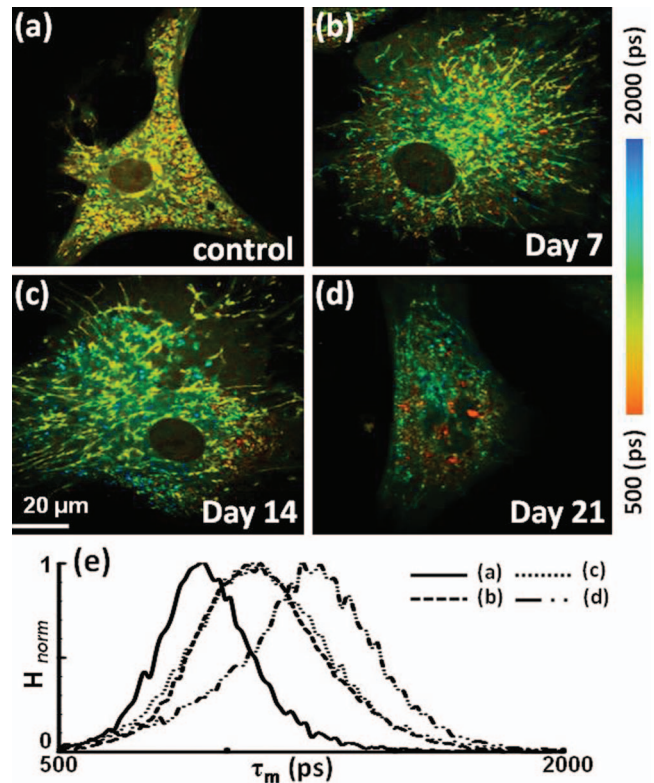 (a)
control
(b)
Day 7
(c)
20 µm
Day 14
(d)
Day 21
2000 (ps)
500 (ps)
(e)
1
H norm
0
500
τm (ps)
2000
(a)
(b)
(c)
(d)